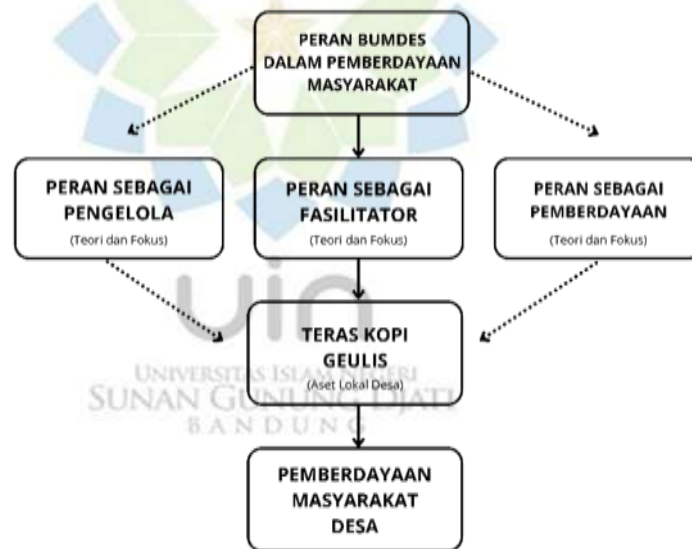 PERAN BUMDES
DALAM PEMBERDAYAAN
MASYARAKAT
PERAN SEBAGAI
PENGELOLA
(Teori dan Fokus)
PERAN SEBAGAI
FASILITATOR
(Teori dan Fokus)
PERAN SEBAGAI
PEMBERDAYAAN
(Teori dan Fokus)
uin
TERAS KOPI
GEULIS
(Aset Lokal Desa)
UNIVERSITAS ISLAM NEGERI
SUNAN GUNUNG DJATI
BANDUNG
PEMBERDAYAAN
MASYARAKAT
DESA